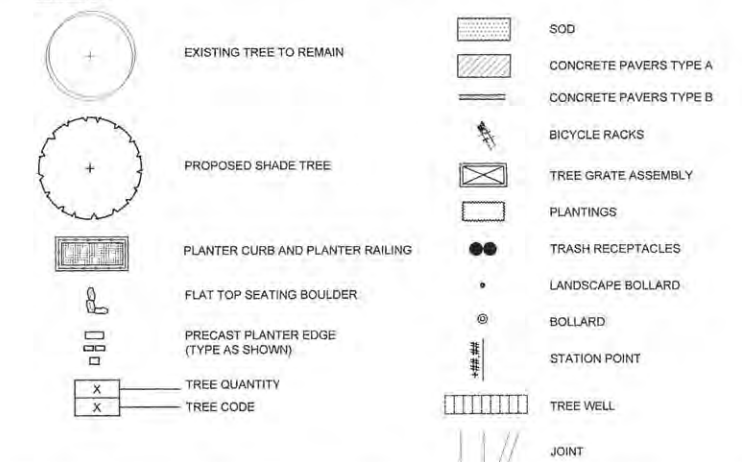 EXISTING TREE TO REMAIN
PROPOSED SHADE TREE
PLANTER CURB AND PLANTER RAILING
FLAT TOP SEATING BOULDER
PRECAST PLANTER EDGE
(TYPE AS SHOWN)
X TREE QUANTITY
X TREE CODE
SOD
CONCRETE PAVERS TYPE A
CONCRETE PAVERS TYPE B
BICYCLE RACKS
TREE GRATE ASSEMBLY
PLANTINGS
TRASH RECEPTACLES
LANDSCAPE BOLLARD
BOLLARD
+##.## STATION POINT
TREE WELL
JOINT